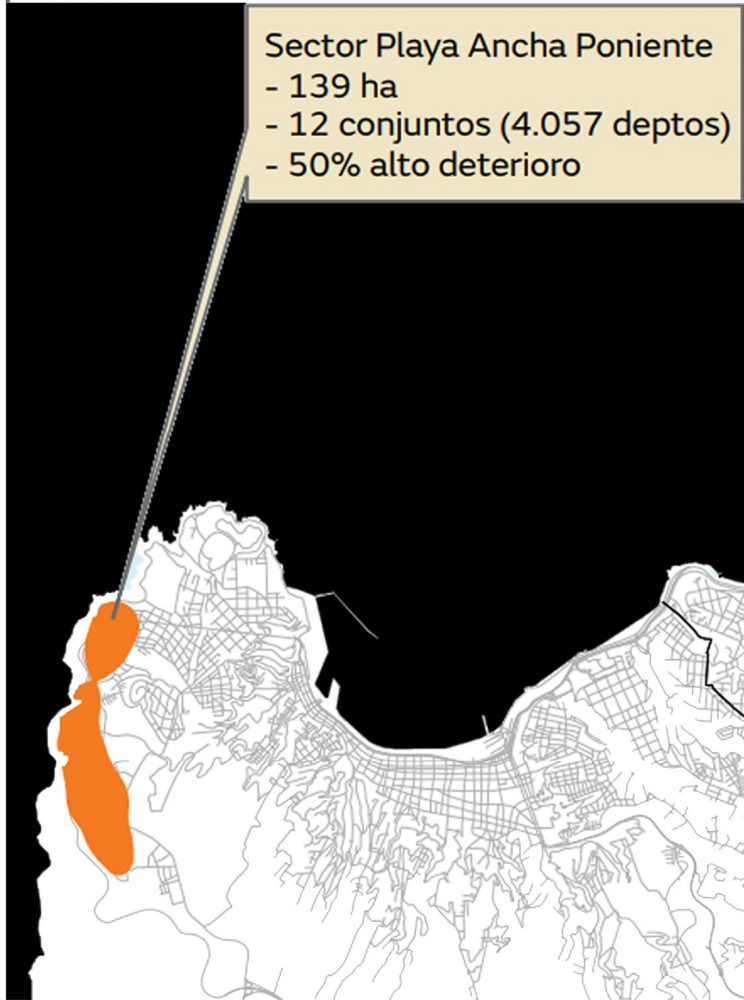 Sector Playa Ancha Poniente
- 139 ha
- 12 conjuntos (4.057 deptos)
- 50% alto deterioro